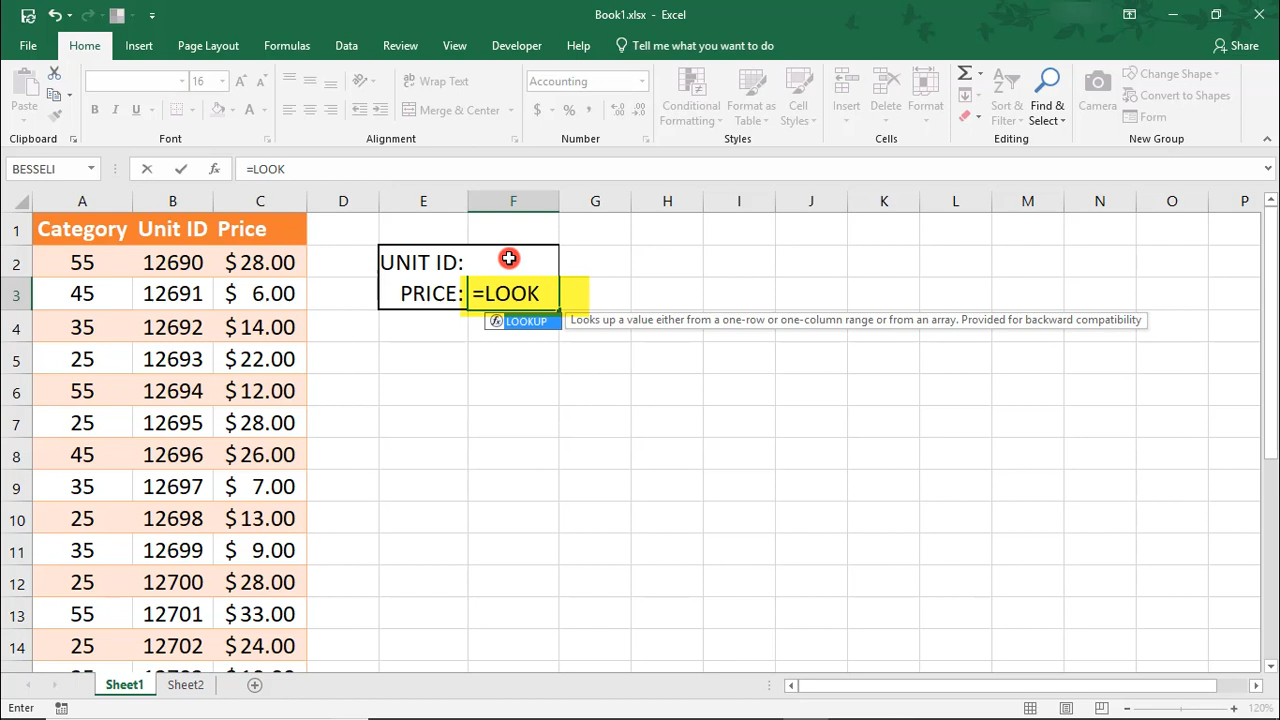 Book1.xlsx - Excel
File Home Insert Page Layout Formulas Data Review View Developer Help Tell me what you want to do Share
Paste
16
Wrap Text
Merge & Center
Accounting
$ % ,
Conditional Formatting
Format as Table
Styles
Insert
Delete
Format
Sort & Filter
Find & Select
Camera
Change Shape
Convert to Shapes
Form
Clipboard Font Alignment Number Styles Cells Editing New Group
BESSELI fx =LOOK
A B C D E F G H I J K L M N O P
1 Category Unit ID Price
2 55 12690 $ 28.00 UNIT ID:
3 45 12691 $ 6.00 PRICE: =LOOK
LOOKUP Looks up a value either from a one-row or one-column range or from an array. Provided for backward compatibility
4 35 12692 $ 14.00
5 25 12693 $ 22.00
6 55 12694 $ 12.00
7 25 12695 $ 28.00
8 45 12696 $ 26.00
9 35 12697 $ 7.00
10 25 12698 $ 13.00
11 35 12699 $ 9.00
12 25 12700 $ 28.00
13 55 12701 $ 33.00
14 25 12702 $ 24.00
Sheet1 Sheet2
Enter 120%